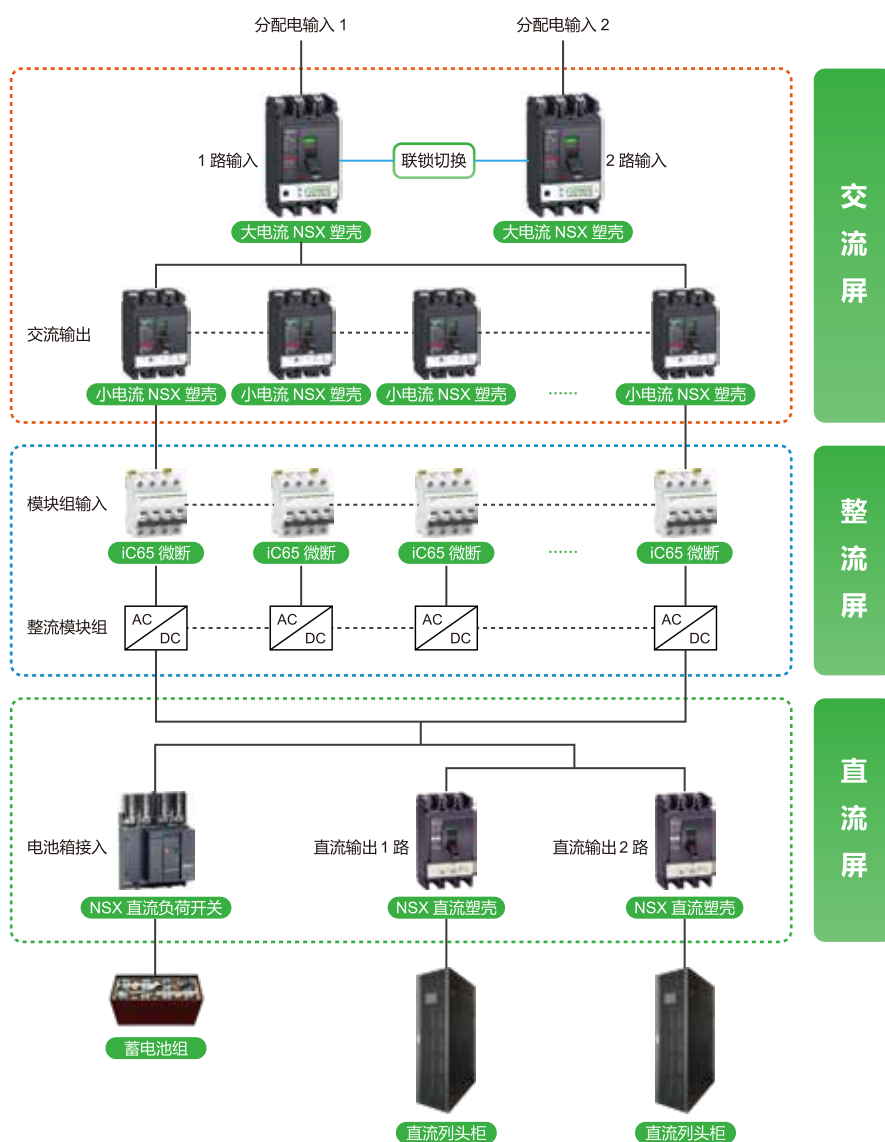 分配电输入 1
分配电输入 2
1 路输入
联锁切换
2 路输入
大电流 NSX 塑壳
大电流 NSX 塑壳
交流屏
交流输出
小电流 NSX 塑壳
小电流 NSX 塑壳
小电流 NSX 塑壳
……
小电流 NSX 塑壳
模块组输入
iC65 微断
iC65 微断
iC65 微断
……
iC65 微断
整流屏
整流模块组
AC
DC
AC
DC
AC
DC
AC
DC
直流屏
电池箱接入
直流输出 1 路
直流输出 2 路
NSX 直流负荷开关
NSX 直流塑壳
NSX 直流塑壳
蓄电池组
直流列头柜
直流列头柜